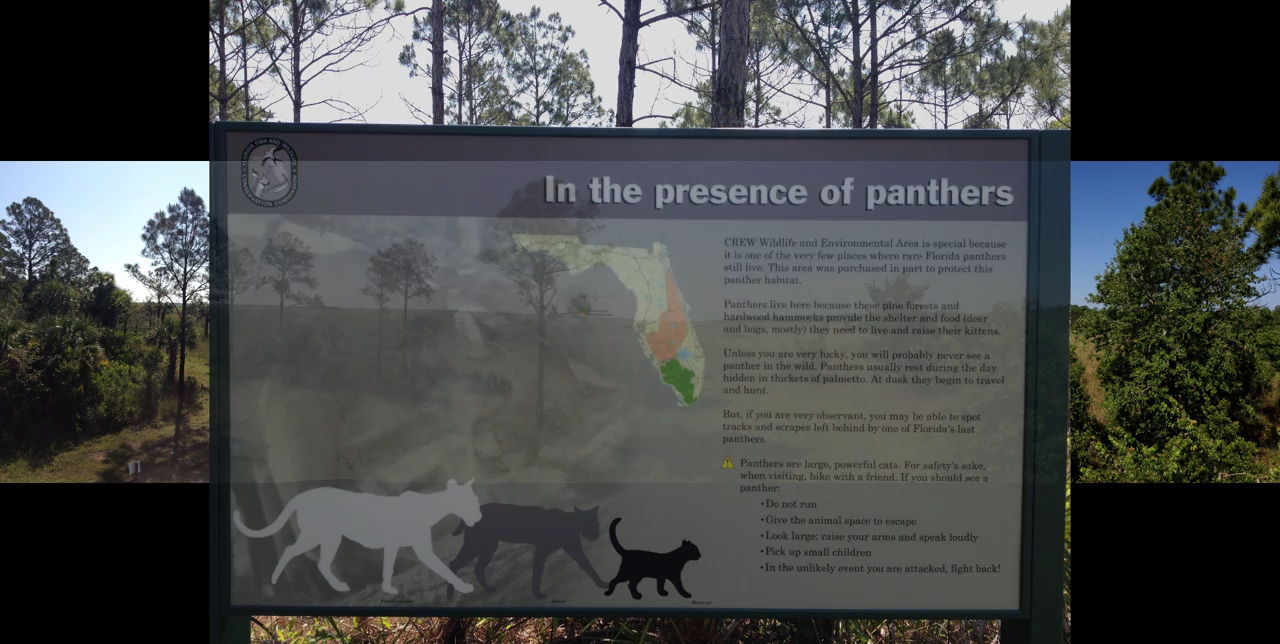 FLORIDA FISH AND WILDLIFE
CONSERVATION COMMISSION
In the presence of panthers
CREW Wildlife and Environmental Area is special because
it is one of the very few places where rare Florida panthers
still live. This area was purchased in part to protect this
panther habitat.
Panthers live here because these pine forests and
hardwood hammocks provide the shelter and food (deer
and hogs, mostly) they need to live and raise their kittens.
Unless you are very lucky, you will probably never see a
panther in the wild. Panthers usually rest during the day
hidden in thickets of palmetto. At dusk they begin to travel
and hunt.
But, if you are very observant, you may be able to spot
tracks and scrapes left behind by one of Florida's last
panthers.
Panthers are large, powerful cats. For safety's sake,
when visiting, hike with a friend. If you should see a
panther:
•Do not run
•Give the animal space to escape
•Look large; raise your arms and speak loudly
•Pick up small children
•In the unlikely event you are attacked, fight back!